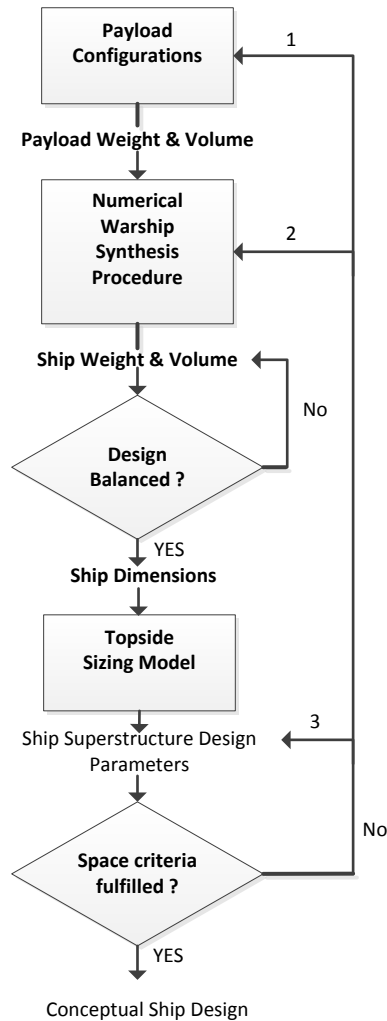 Payload
Configurations
1
Payload Weight & Volume
Numerical
Warship
Synthesis
Procedure
2
Ship Weight & Volume
No
Design
Balanced ?
YES
Ship Dimensions
Topside
Sizing Model
3
Ship Superstructure Design
Parameters
No
Space criteria
fulfilled ?
YES
Conceptual Ship Design